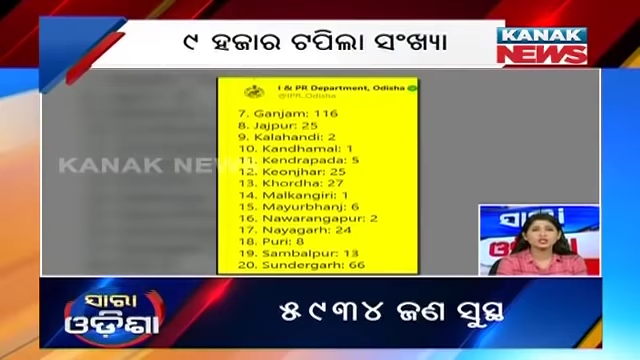 ୯ ହଜାର ଟପିଲା ସଂଖ୍ୟା
KANAK
NEWS
I & PR Department, Odisha
@IPR_Odisha
7. Ganjam: 116
8. Jajpur: 25
9. Kalahandi: 2
10. Kandhamal: 1
11. Kendrapada: 5
12. Keonjhar: 25
13. Khordha: 27
14. Malkangiri: 1
15. Mayurbhanj: 6
16. Nawarangapur: 2
17. Nayagarh: 24
18. Puri: 8
19. Sambalpur: 13
20. Sundergarh: 66
KANAK NEWS
ସାରା
ଓଡ଼ିଶା
ସାରା
ଓଡ଼ିଶା
୫୯୩୪ ଜଣ ସୁସ୍ଥ